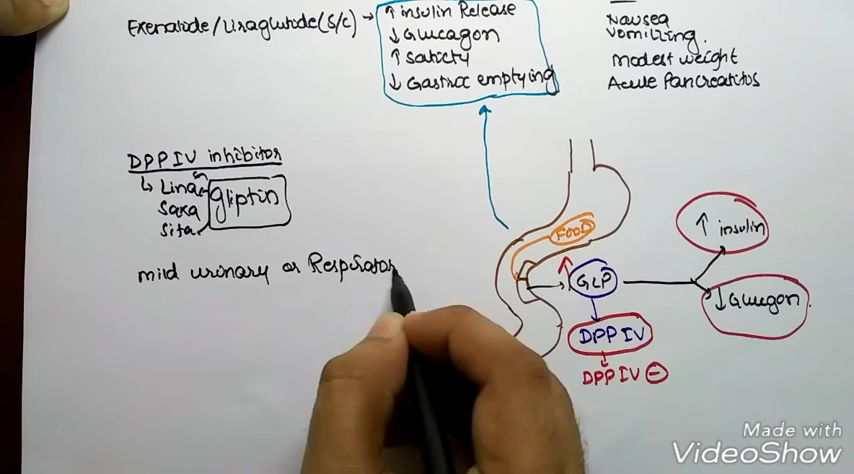 Exenatide/Liraglutide(S/C) → ↑ insulin Release
↓ Glucagon
↑ Satiety
↓ Gastric emptying
Nausea
Vomitting.
Modest weight
Acute Pancreatitis
DPP IV inhibitor
↳ Lina
Saxa
Sita
gliptin
mild urinary or Respirator
FOOD
↑ GLP
DPP IV
DPP IV ⊖
↑ insulin
↓ Glucagon.
Made with
VideoShow